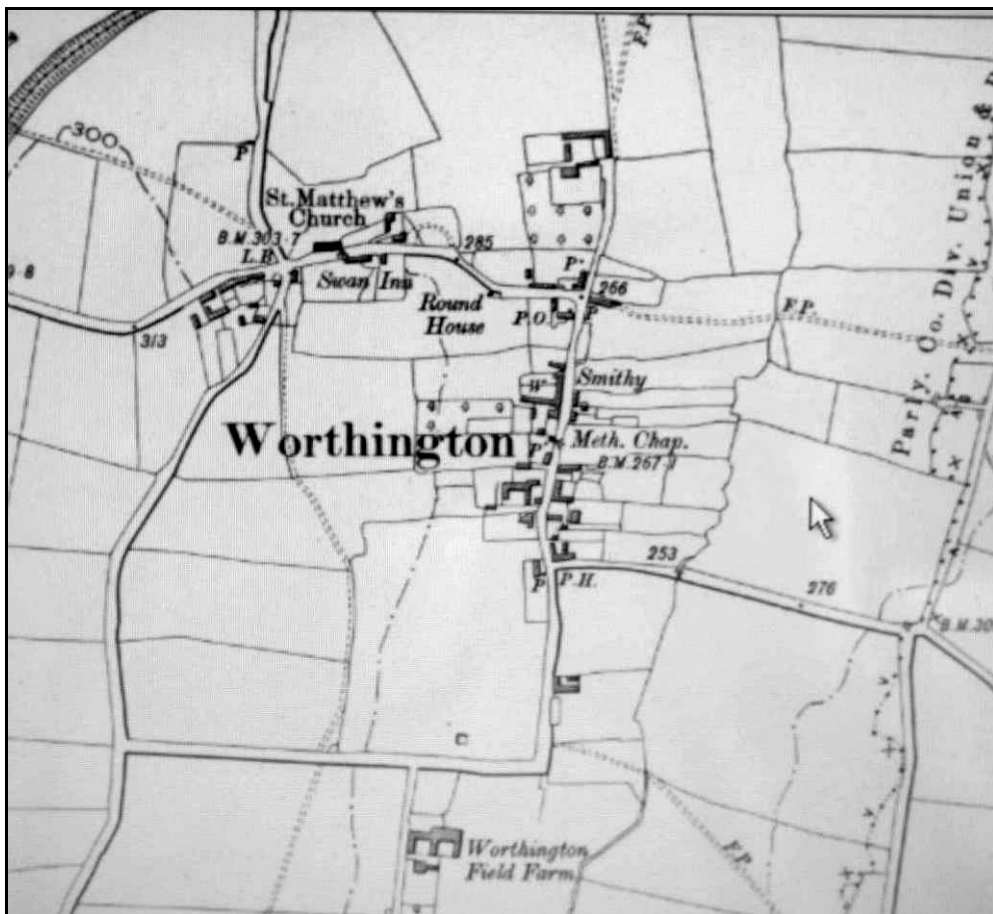 F.P.
300
P
St. Matthew's
Church
B.M. 303·7
L.B.
285
Swan Inn
P
266
Round
House
P.O.
P
F.P.
313
Smithy
W
Worthington
P
Meth. Chap.
B.M. 267·1
Parly. Co. Div. Union &
253
P
P.H.
276
B.M. 30
Worthington
Field Farm
F.P.